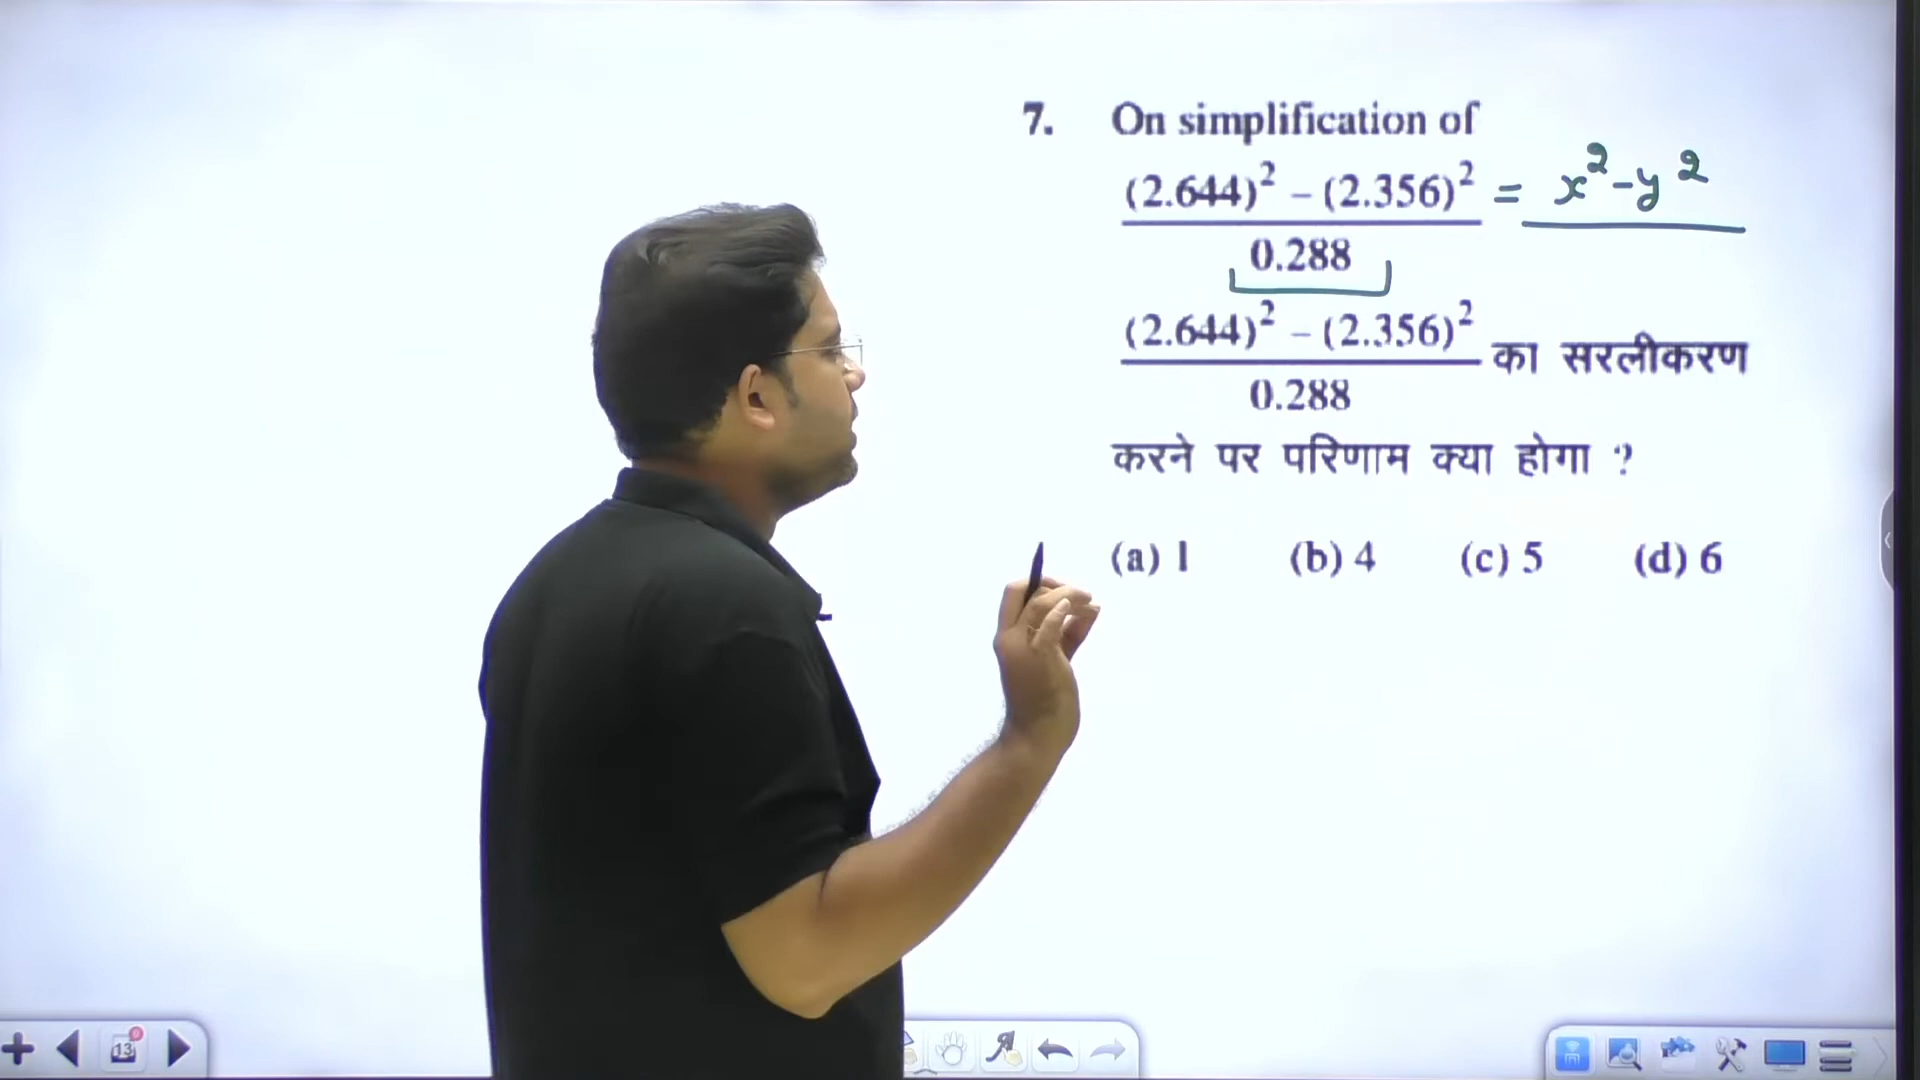 7. On simplification of
(2.644)² – (2.356)² / 0.288 = x² - y²
(2.644)² – (2.356)² / 0.288 का सरलीकरण
करने पर परिणाम क्या होगा ?
(a) 1 (b) 4 (c) 5 (d) 6
13